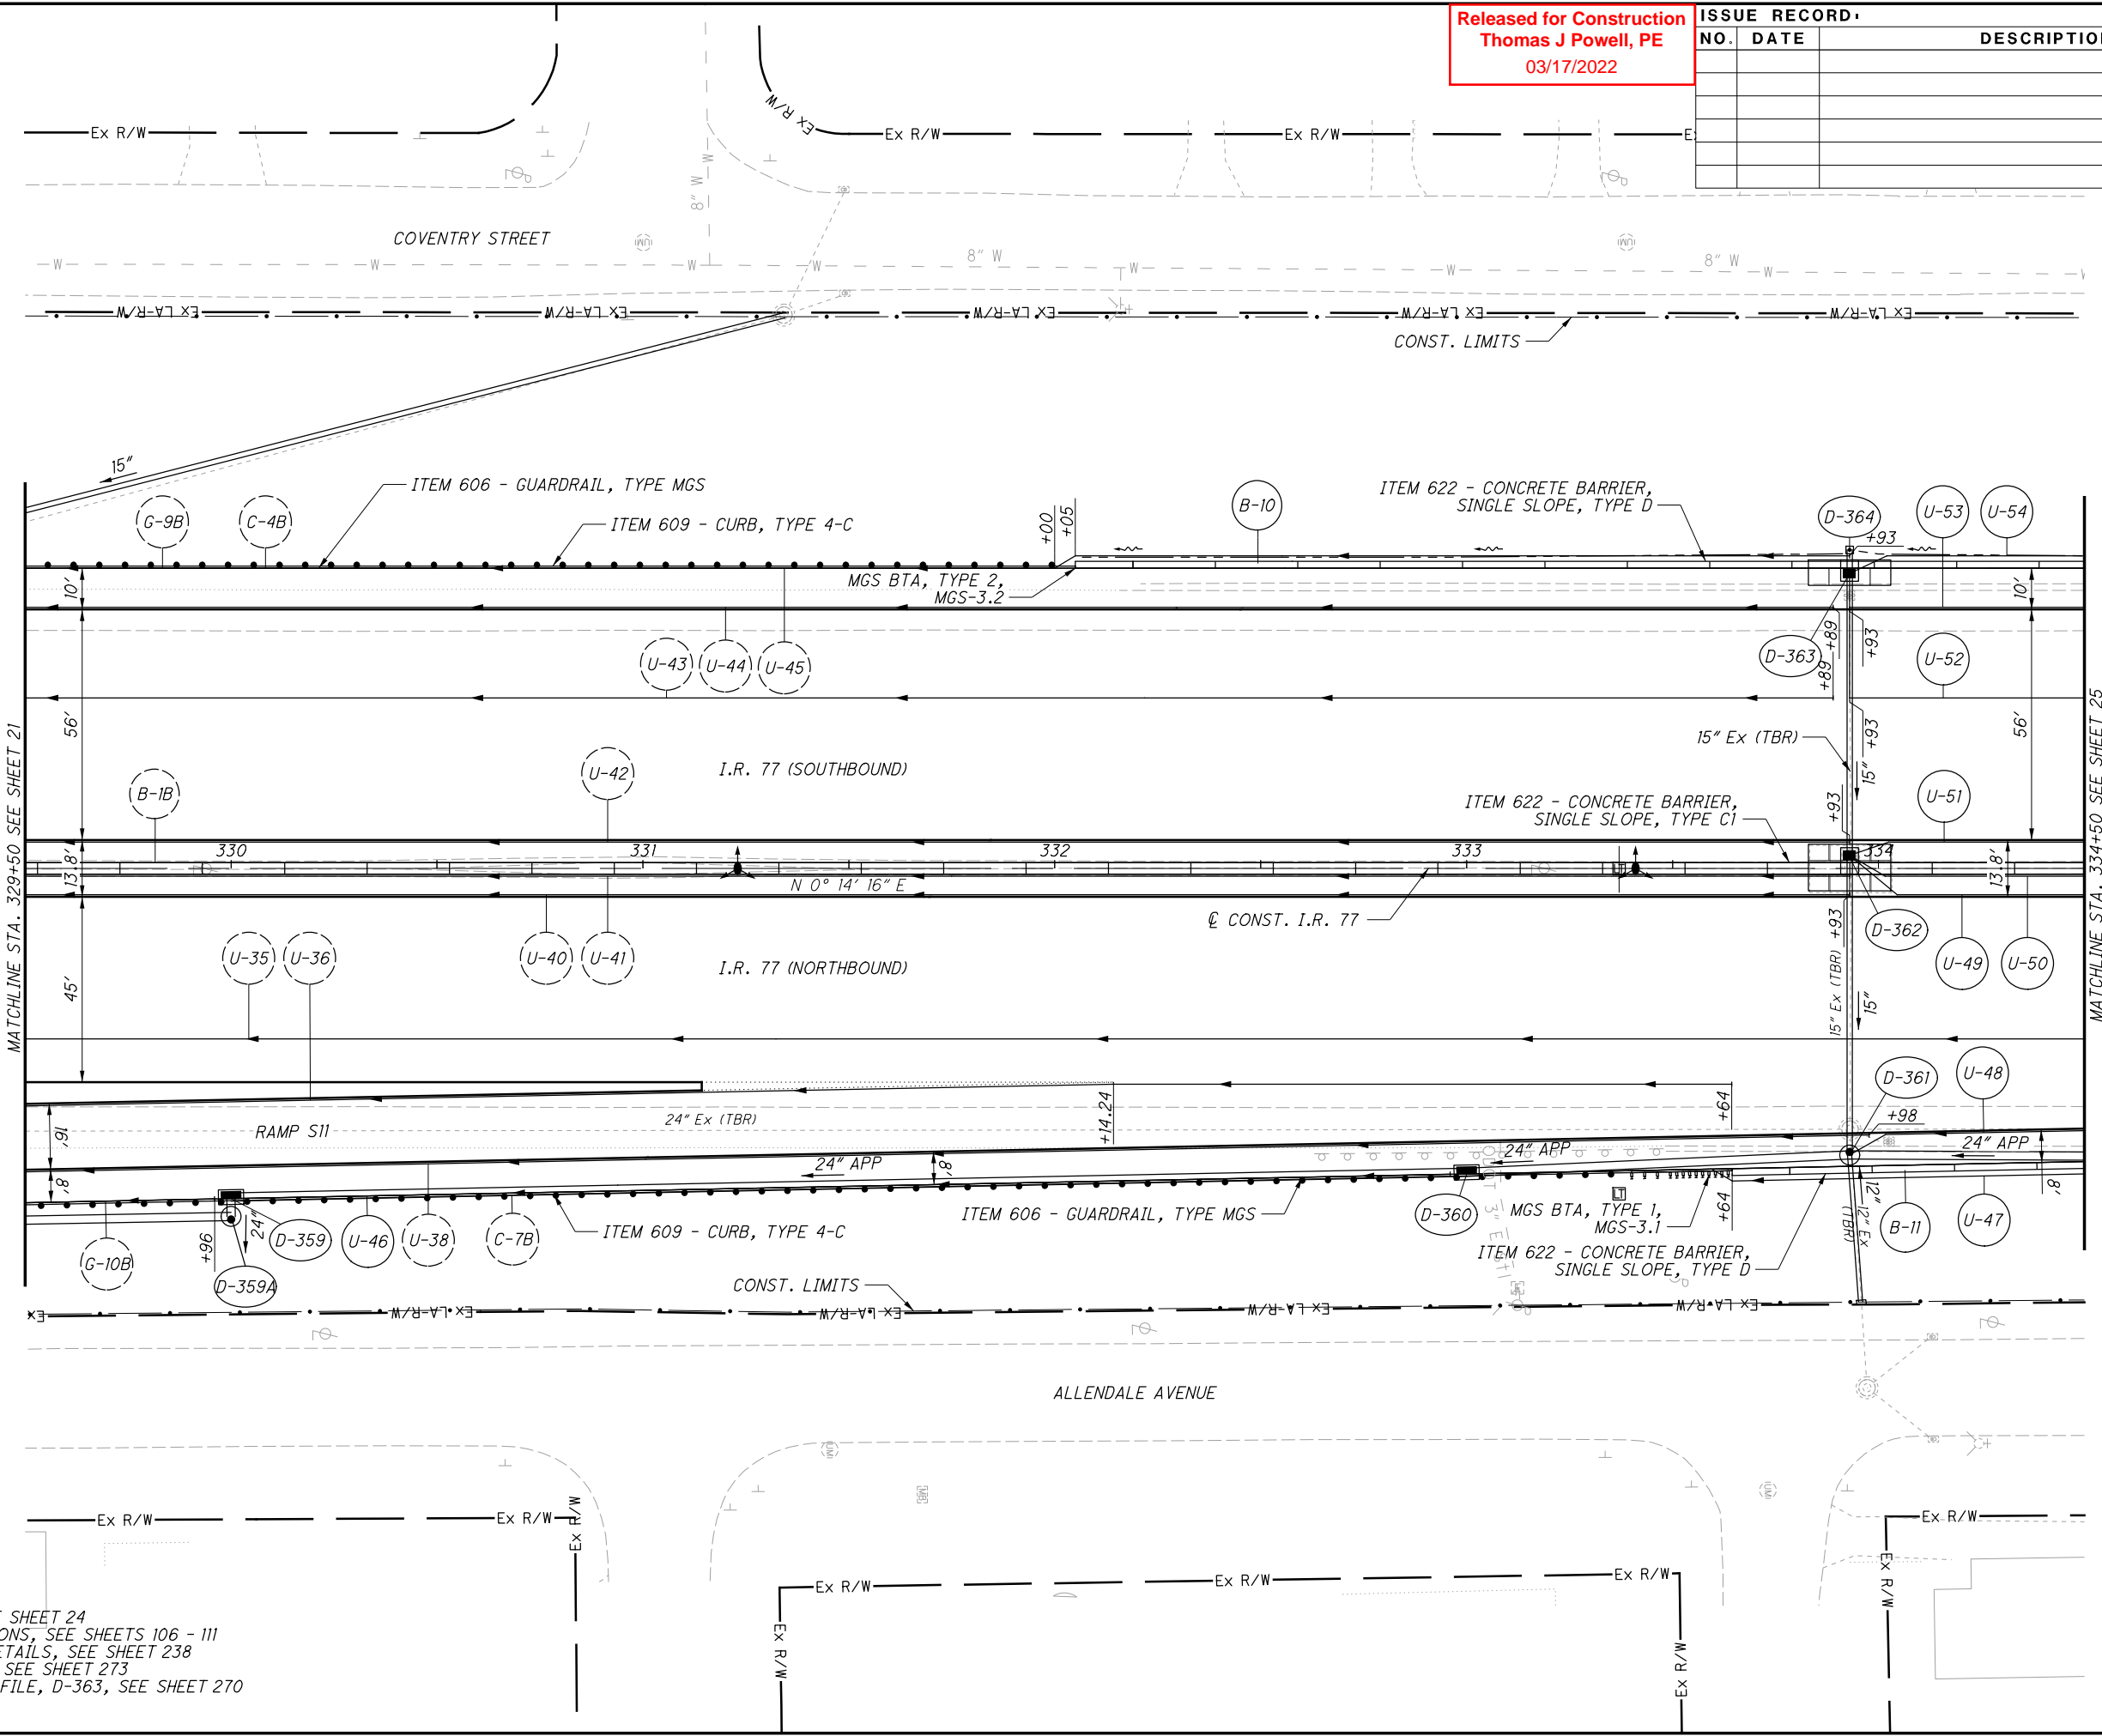 Released for Construction
Thomas J Powell, PE
03/17/2022
ISSUE RECORD:
NO. DATE DESCRIPTIO
Ex R/W
Ex R/W
Ex R/W
Ex R/W
COVENTRY STREET
8" W
8" W
8" W
Ex LA-R/W
Ex LA-R/W
Ex LA-R/W
Ex LA-R/W
Ex LA-R/W
CONST. LIMITS
15"
ITEM 606 - GUARDRAIL, TYPE MGS
ITEM 609 - CURB, TYPE 4-C
G-9B
C-4B
+00
+05
B-10
ITEM 622 - CONCRETE BARRIER,
SINGLE SLOPE, TYPE D
D-364
+93
U-53
U-54
MGS BTA, TYPE 2,
MGS-3.2
10'
10'
U-43
U-44
U-45
D-363
+89
+89
+93
U-52
MATCHLINE STA. 329+50 SEE SHEET 21
MATCHLINE STA. 334+50 SEE SHEET 25
56'
56'
15" Ex (TBR)
+93
15"
I.R. 77 (SOUTHBOUND)
U-42
B-1B
U-51
+93
ITEM 622 - CONCRETE BARRIER,
SINGLE SLOPE, TYPE C1
330
331
332
333
334
13.8'
13.8'
N 0° 14' 16" E
℄ CONST. I.R. 77
D-362
+93
U-35
U-36
U-40
U-41
I.R. 77 (NORTHBOUND)
U-49
U-50
45'
15" Ex (TBR)
15"
D-361
U-48
+98
+14.24
+64
24" Ex (TBR)
RAMP S11
16'
8'
8'
8'
24" APP
24" APP
24" APP
LT
LT
D-360
MGS BTA, TYPE 1,
MGS-3.1
+64
12"
12" Ex
(TBR)
B-11
U-47
ITEM 606 - GUARDRAIL, TYPE MGS
ITEM 609 - CURB, TYPE 4-C
ITEM 622 - CONCRETE BARRIER,
SINGLE SLOPE, TYPE D
+96
24"
D-359
D-359A
U-46
U-38
C-7B
G-10B
CONST. LIMITS
Ex
Ex LA-R/W
Ex LA-R/W
Ex LA-R/W
Ex LA-R/W
ALLENDALE AVENUE
Ex R/W
Ex R/W
Ex R/W
Ex R/W
Ex R/W
Ex R/W
Ex R/W
Ex R/W
Ex R/W
Ex R/W
Ex R/W
SHEET 24
ONS, SEE SHEETS 106 - 111
ETAILS, SEE SHEET 238
SEE SHEET 273
FILE, D-363, SEE SHEET 270